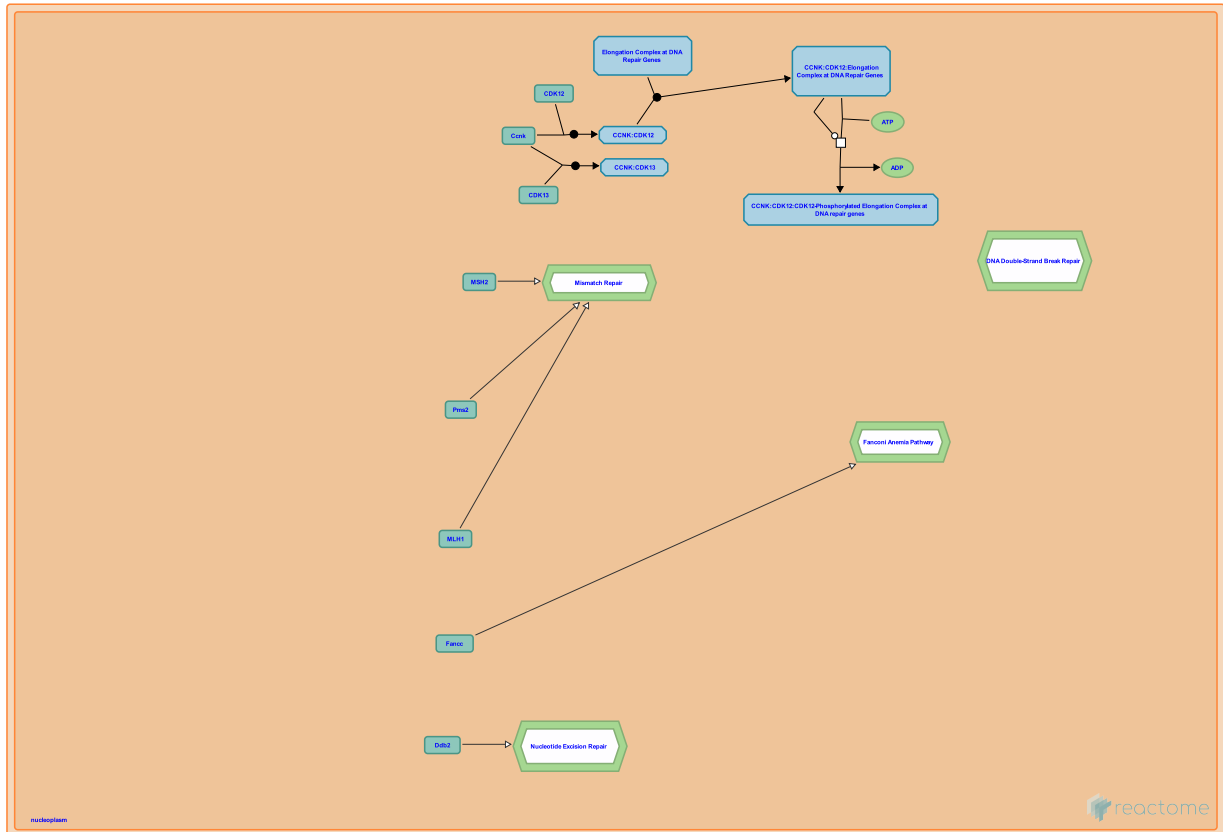 Elongation Complex at DNA
Repair Genes
CCNK:CDK12:Elongation
Complex at DNA Repair Genes
CDK12
ATP
Ccnk
CCNK:CDK12
CCNK:CDK13
ADP
CDK13
CCNK:CDK12:CDK12-Phosphorylated Elongation Complex at
DNA repair genes
DNA Double-Strand Break Repair
MSH2
Mismatch Repair
Pms2
Fanconi Anemia Pathway
MLH1
Fancc
Ddb2
Nucleotide Excision Repair
reactome
nucleoplasm